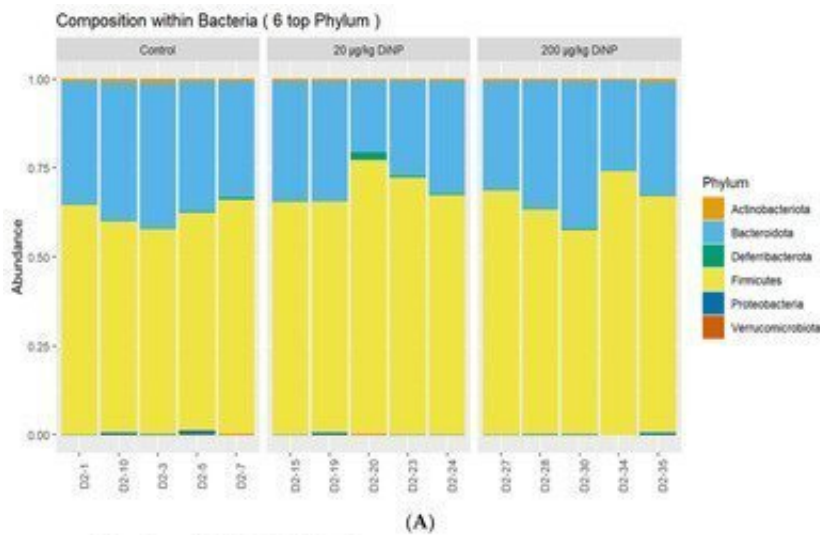 Composition within Bacteria ( 6 top Phylum )
Control
20 µg/kg DiNP
200 µg/kg DiNP
1.00
0.75
0.50
0.25
0.00
Abundance
D2-1
D2-10
D2-3
D2-5
D2-7
D2-15
D2-19
D2-20
D2-23
D2-24
D2-27
D2-28
D2-30
D2-34
D2-35
Phylum
Actinobacteriota
Bacteroidota
Deferribacterota
Firmicutes
Proteobacteria
Verrucomicrobiota
(A)